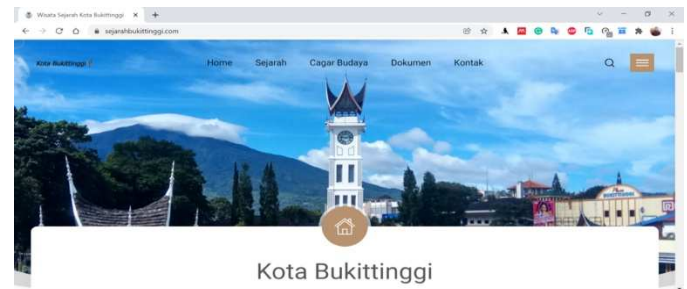 Wisata Sejarah Kota Bukittinggi
sejarahbukittinggi.com
Kota Bukittinggi
Home Sejarah Cagar Budaya Dokumen Kontak
Kota Bukittinggi